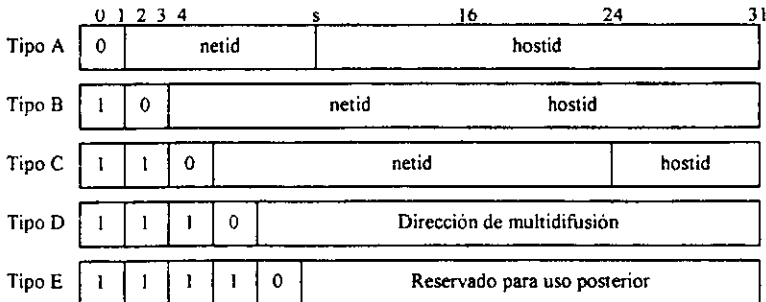 0 1 2 3 4 s 16 24 31
Tipo A 0 netid hostid
Tipo B 1 0 netid hostid
Tipo C 1 1 0 netid hostid
Tipo D 1 1 1 0 Dirección de multidifusión
Tipo E 1 1 1 1 0 Reservado para uso posterior